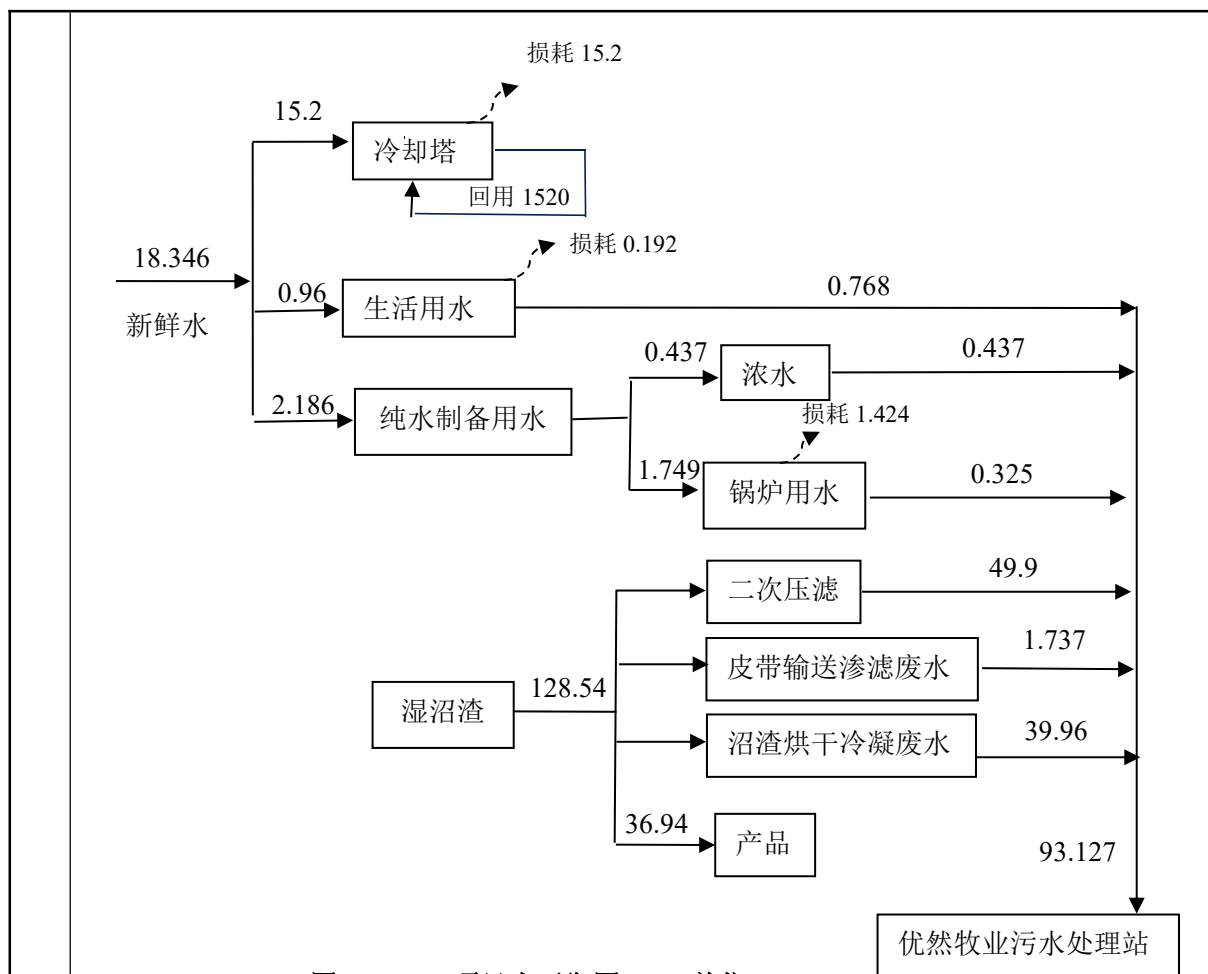 损耗 15.2
15.2
冷却塔
回用 1520
18.346
新鲜水
损耗 0.192
0.96
生活用水
0.768
0.437
浓水
0.437
2.186
纯水制备用水
损耗 1.424
1.749
锅炉用水
0.325
二次压滤
49.9
皮带输送渗滤废水
1.737
湿沼渣
128.54
沼渣烘干冷凝废水
39.96
36.94
产品
93.127
优然牧业污水处理站